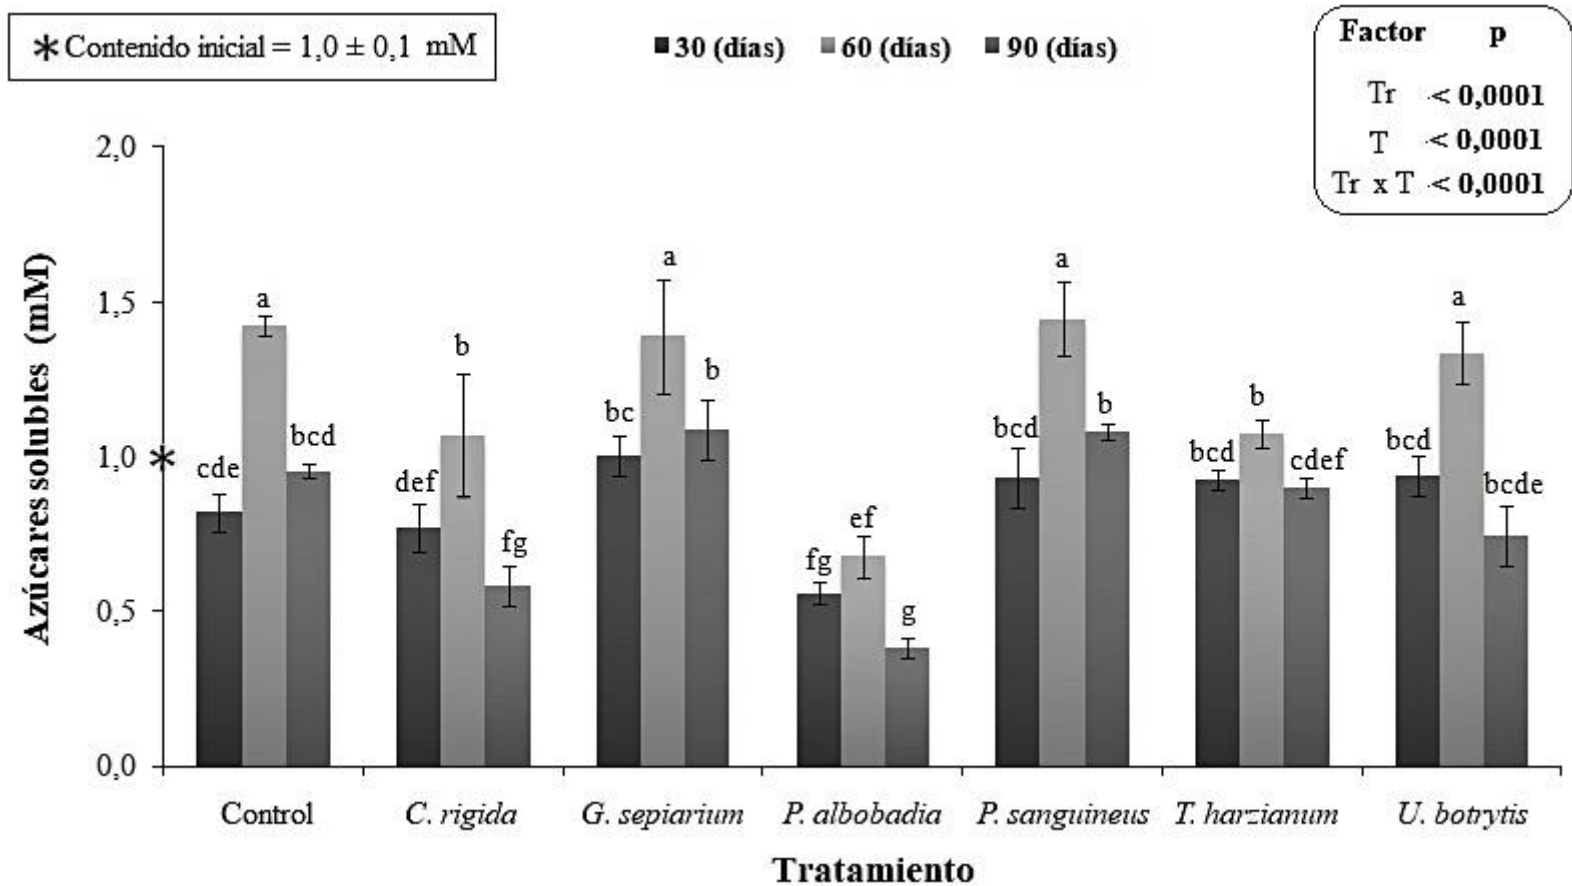 * Contenido inicial = 1,0 ± 0,1 mM
30 (días) 60 (días) 90 (días)
Factor p
Tr < 0,0001
T < 0,0001
Tr x T < 0,0001
Azúcares solubles (mM)
2,0
1,5
1,0
0,5
0,0
*
cde a bcd
def b fg
bc a b
fg ef g
bcd a b
bcd b cdef
bcd a bcde
Control C. rigida G. sepiarium P. albobadia P. sanguineus T. harzianum U. botrytis
Tratamiento